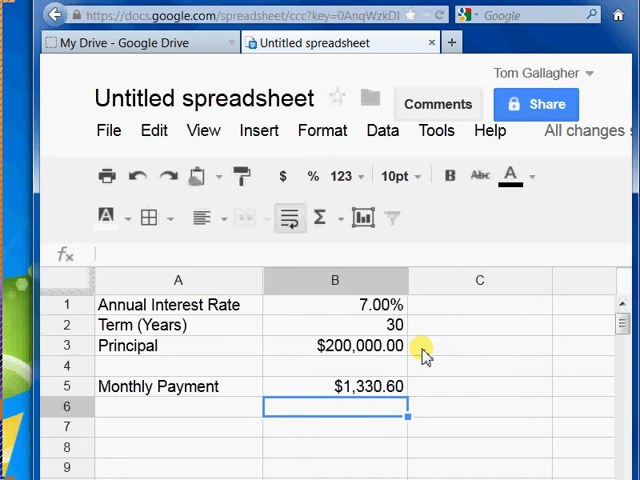 https://docs.google.com/spreadsheet/ccc?key=0AnqWzkDl
Google
My Drive - Google Drive
Untitled spreadsheet
Tom Gallagher
Untitled spreadsheet
Comments
Share
File Edit View Insert Format Data Tools Help All changes s
$ % 123 10pt B Abc A
A Σ
fx
A B C
1 Annual Interest Rate 7.00%
2 Term (Years) 30
3 Principal $200,000.00
4
5 Monthly Payment $1,330.60
6
7
8
9